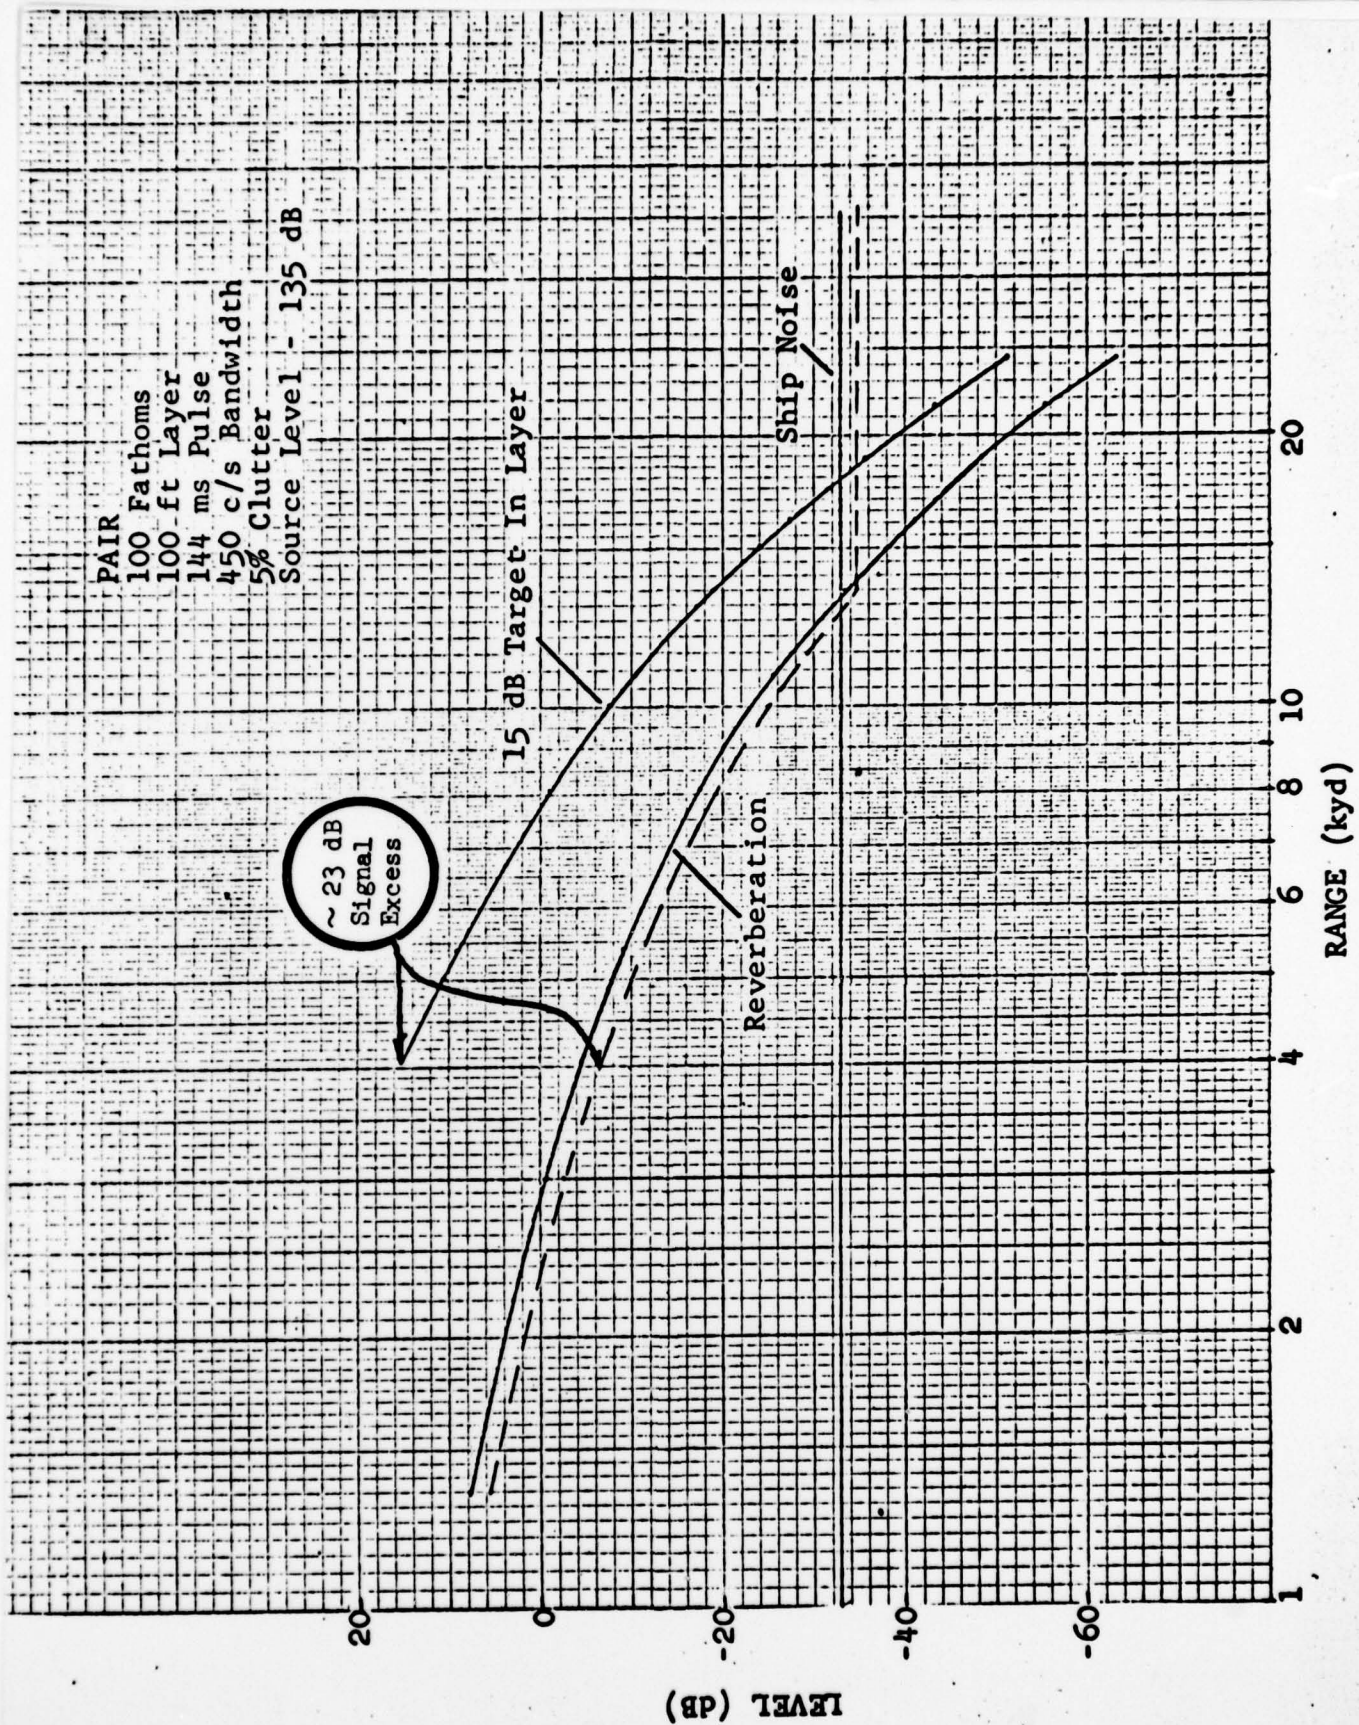 PAIR
100 Fathoms
100 ft Layer
144 ms Pulse
450 c/s Bandwidth
5% Clutter
Source Level - 135 dB
~ 23 dB
Signal
Excess
15 dB Target In Layer
Ship Noise
Reverberation
LEVEL (dB)
20
0
-20
-40
-60
1
2
4
6
8
10
20
RANGE (kyd)